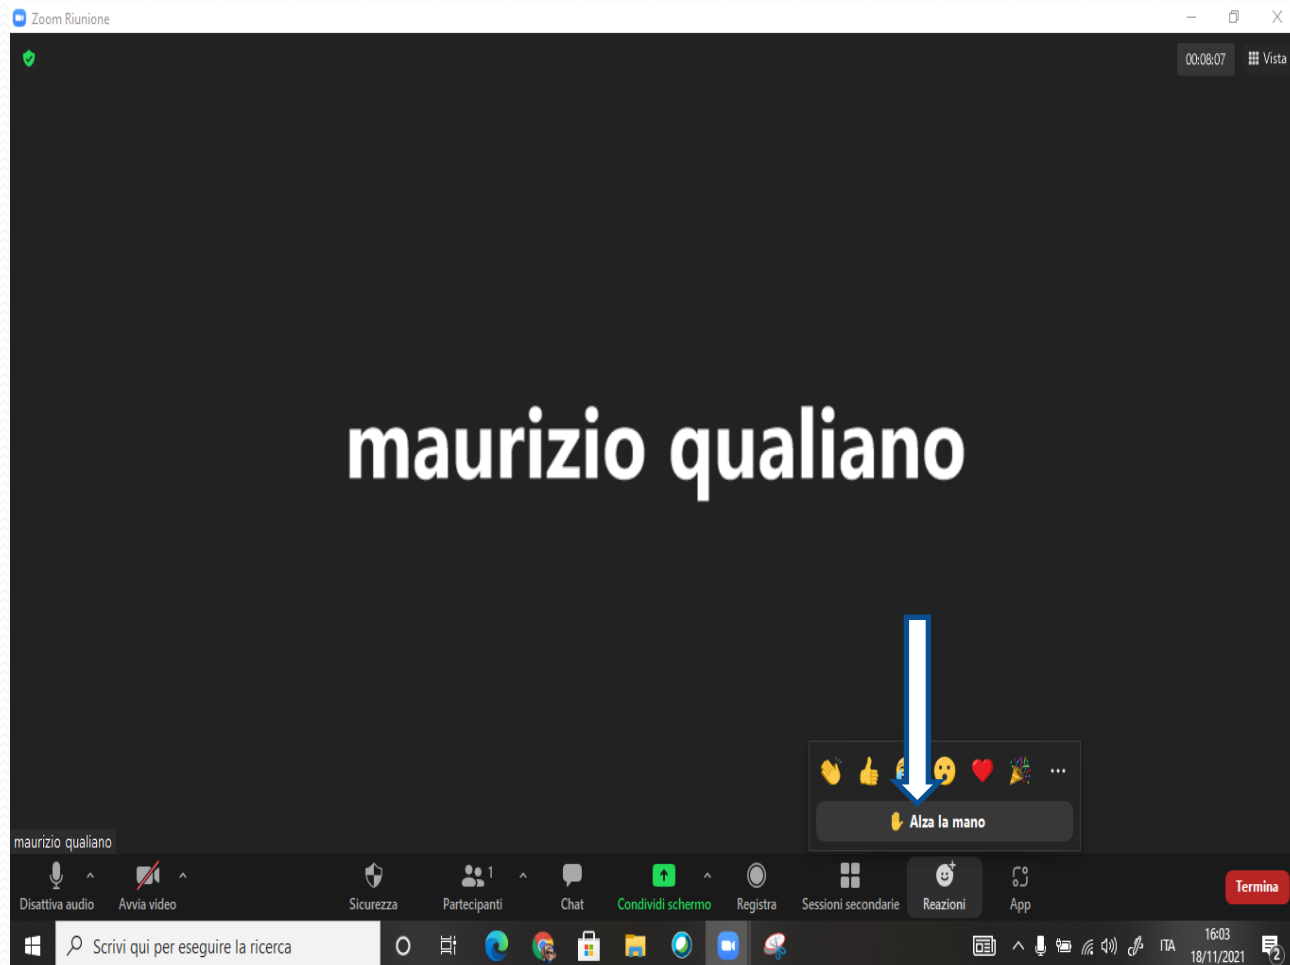 Zoom Riunione
00:08:07 Vista
maurizio qualiano
Alza la mano
maurizio qualiano
1
Disattiva audio Avvia video Sicurezza Partecipanti Chat Condividi schermo Registra Sessioni secondarie Reazioni App Termina
Scrivi qui per eseguire la ricerca
ITA
16:03
18/11/2021
2